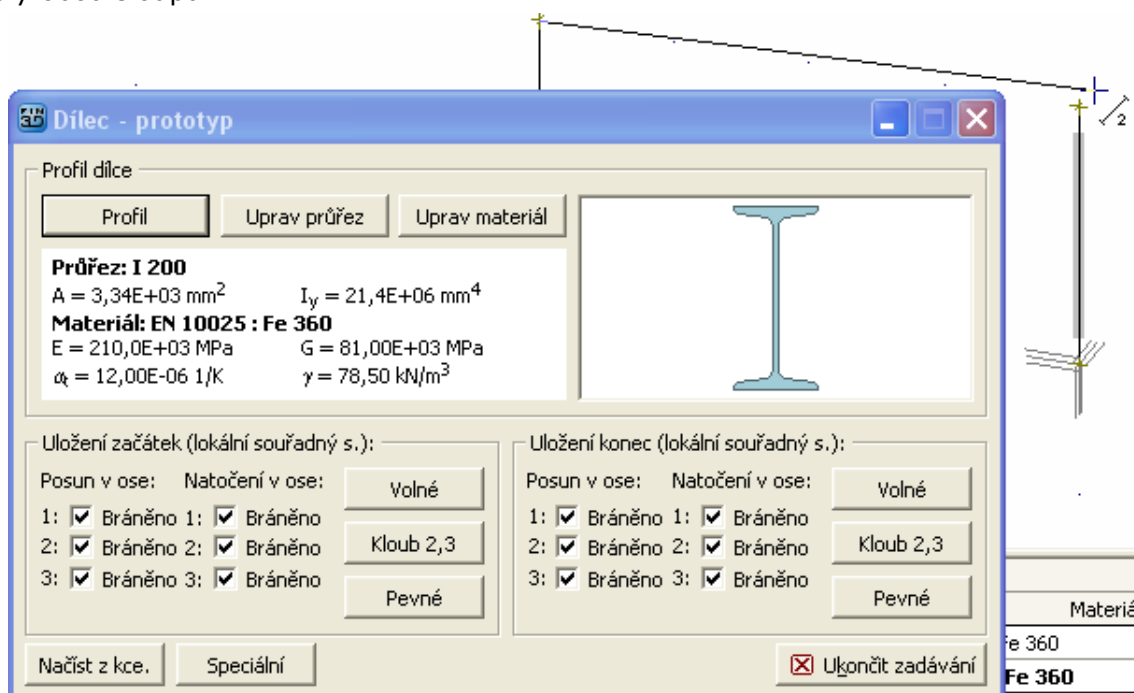 2
Dílec - prototyp
Profil dílce
Profil Uprav průřez Uprav materiál
Průřez: I 200
A = 3,34E+03 mm² I_y = 21,4E+06 mm⁴
Materiál: EN 10025 : Fe 360
E = 210,0E+03 MPa G = 81,00E+03 MPa
α_t = 12,00E-06 1/K γ = 78,50 kN/m³
Uložení začátek (lokální souřadný s.):
Posun v ose: Natočení v ose:
1: Bráněno 1: Bráněno
2: Bráněno 2: Bráněno
3: Bráněno 3: Bráněno
Volné
Kloub 2,3
Pevné
Uložení konec (lokální souřadný s.):
Posun v ose: Natočení v ose:
1: Bráněno 1: Bráněno
2: Bráněno 2: Bráněno
3: Bráněno 3: Bráněno
Volné
Kloub 2,3
Pevné
Načíst z kce. Speciální Ukončit zadávání
Materiá
Fe 360
Fe 360